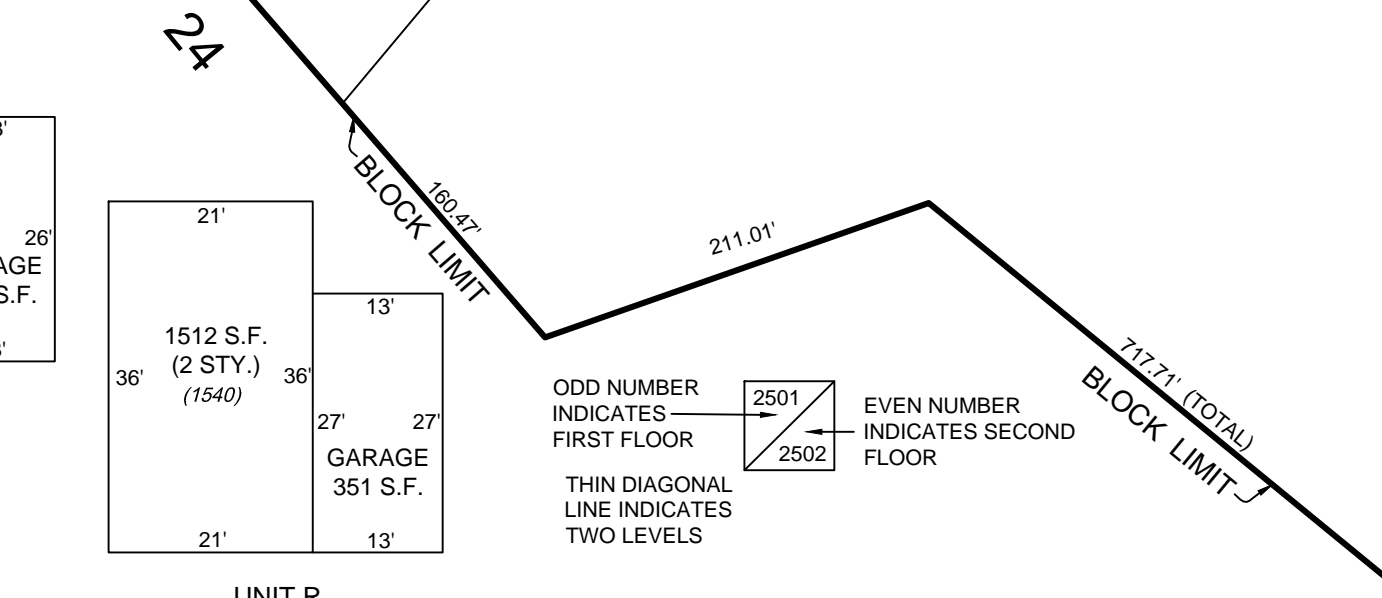 24
BLOCK LIMIT
160.47'
211.01'
717.71' (TOTAL)
BLOCK LIMIT
26'
S.F.
21'
1512 S.F.
(2 STY.)
(1540)
36'
36'
21'
13'
27'
27'
GARAGE
351 S.F.
13'
ODD NUMBER
INDICATES
FIRST FLOOR
2501
2502
EVEN NUMBER
INDICATES SECOND
FLOOR
THIN DIAGONAL
LINE INDICATES
TWO LEVELS